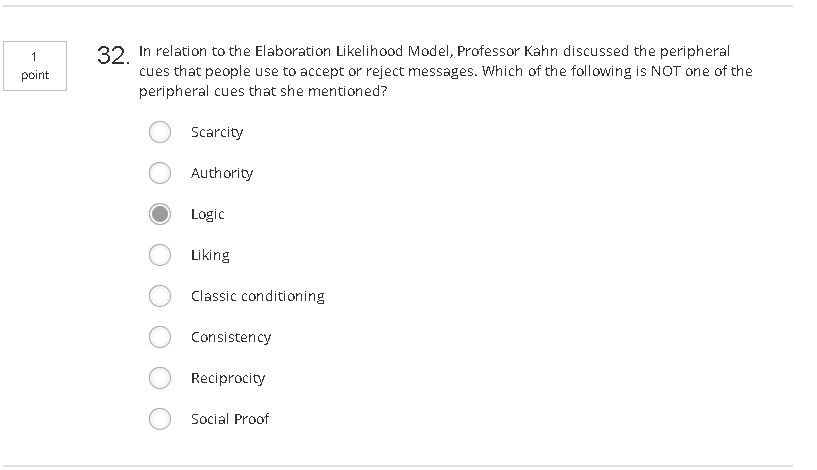 1
point
32.
In relation to the Elaboration Likelihood Model, Professor Kahn discussed the peripheral
cues that people use to accept or reject messages. Which of the following is NOT one of the
peripheral cues that she mentioned?
Scarcity
Authority
Logic
Liking
Classic conditioning
Consistency
Reciprocity
Social Proof